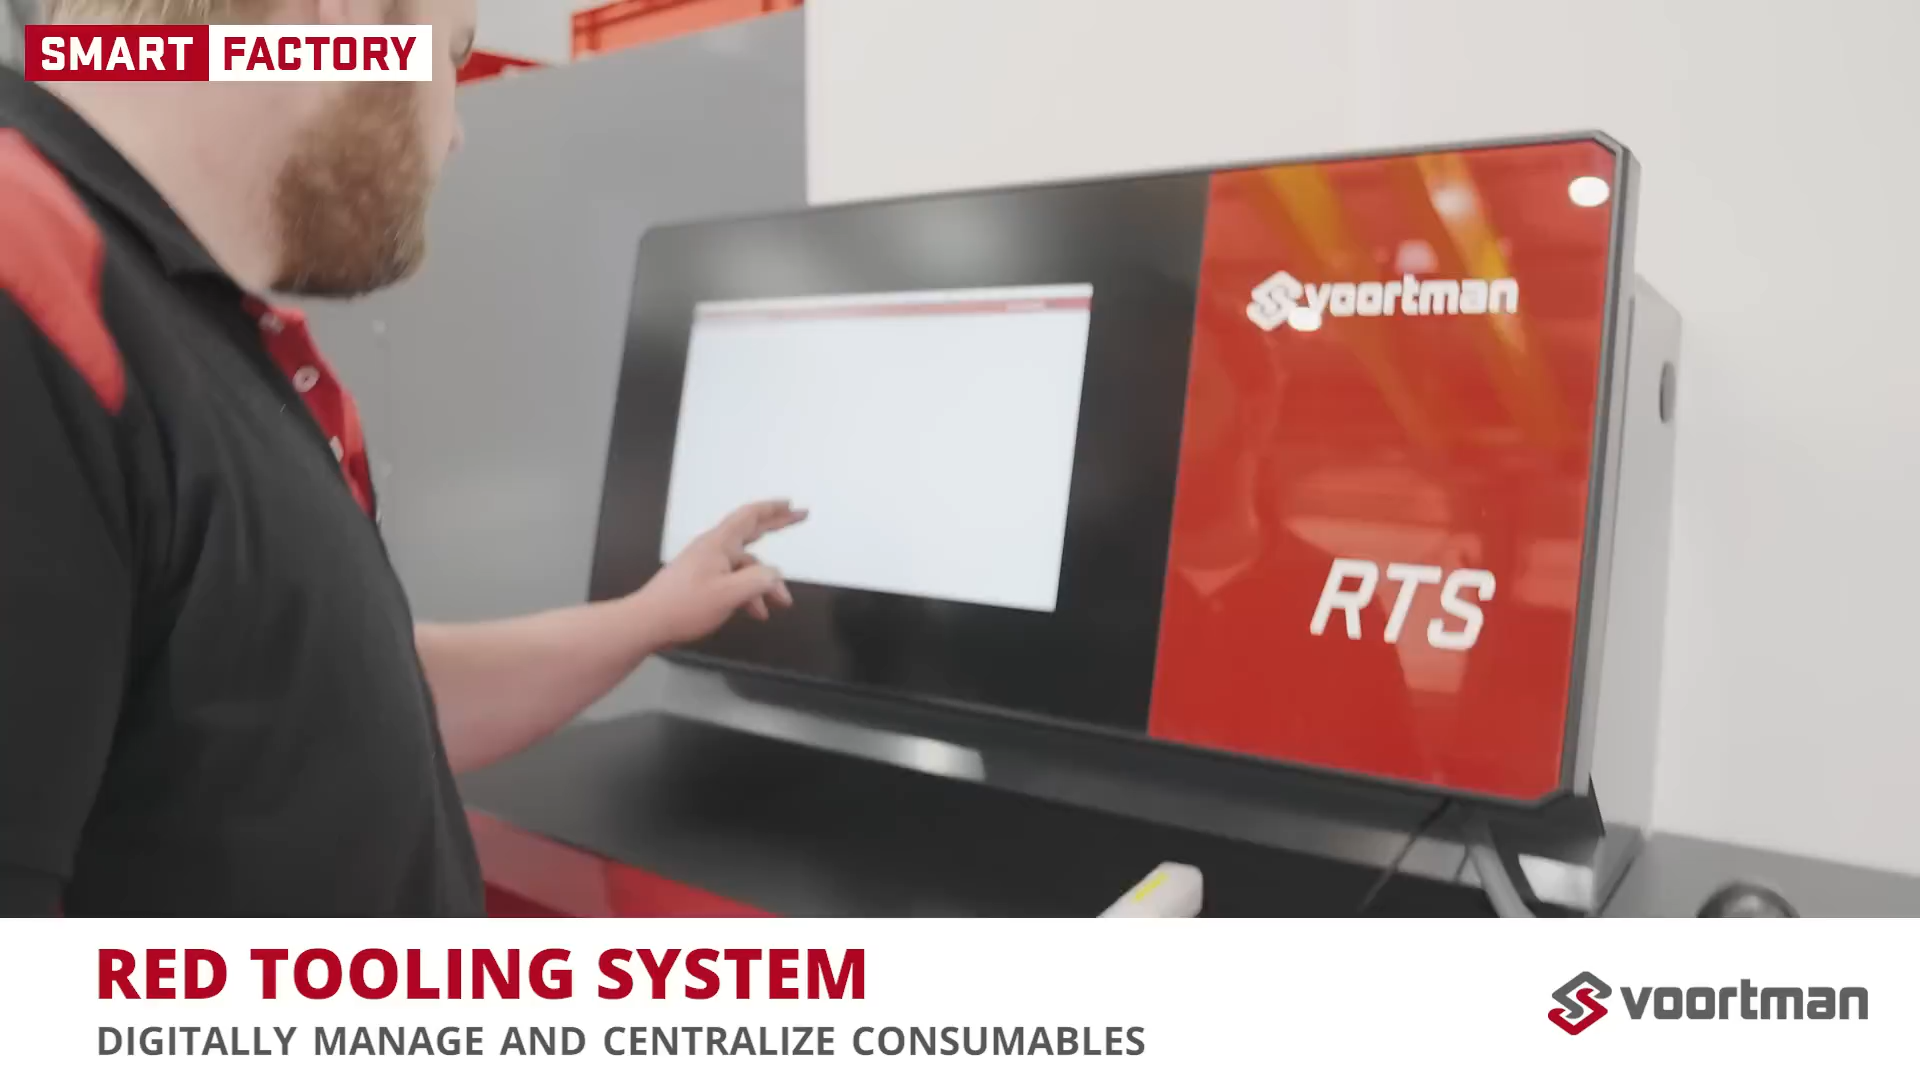 SMART FACTORY
voortman
RTS
RED TOOLING SYSTEM
DIGITALLY MANAGE AND CENTRALIZE CONSUMABLES
voortman